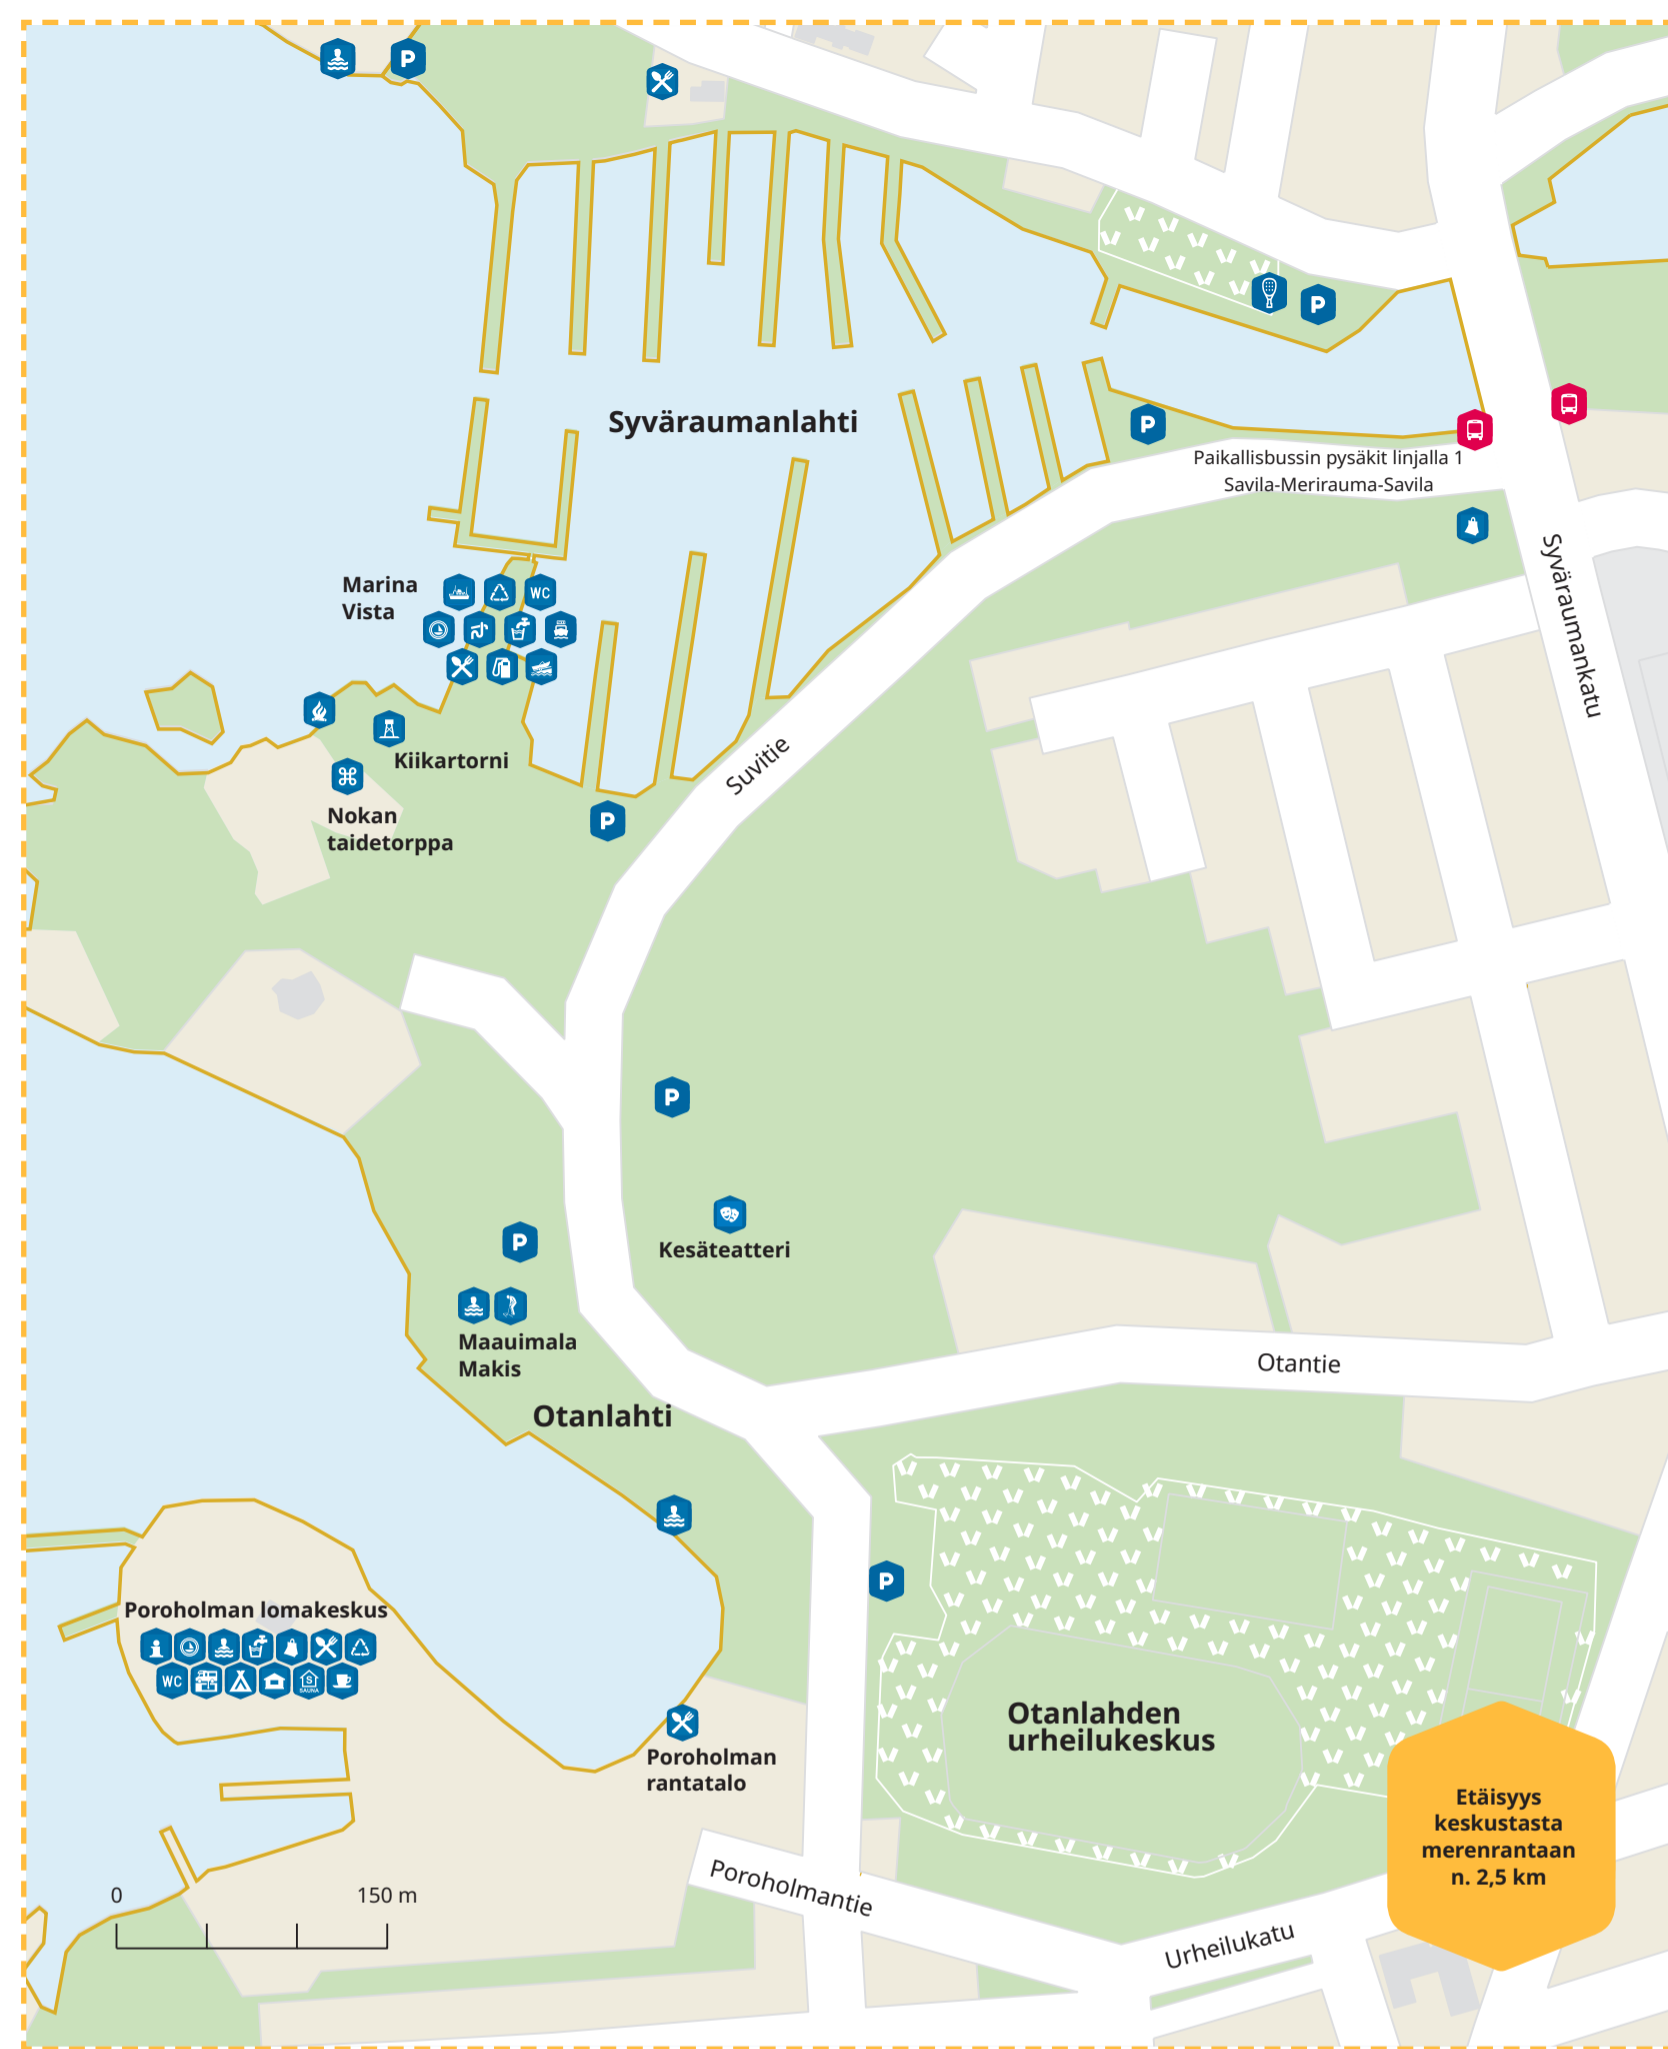 P
P
P
Syväraumanlahti
P
Paikallisbussin pysäkit linjalla 1
Savila-Merirauma-Savila
Syväraumankatu
Marina
Vista
WC
Kiikartorni
Nokan
taidetorppa
Suvitie
P
P
Kesäteatteri
P
Maauimala
Makis
Otanlahti
Otantie
P
Poroholman lomakeskus
WC
S
SAUNA
Poroholman
rantatalo
Otanlahden
urheilukeskus
Etäisyys
keskustasta
merenrantaan
n. 2,5 km
Poroholmantie
Urheilukatu
0 150 m